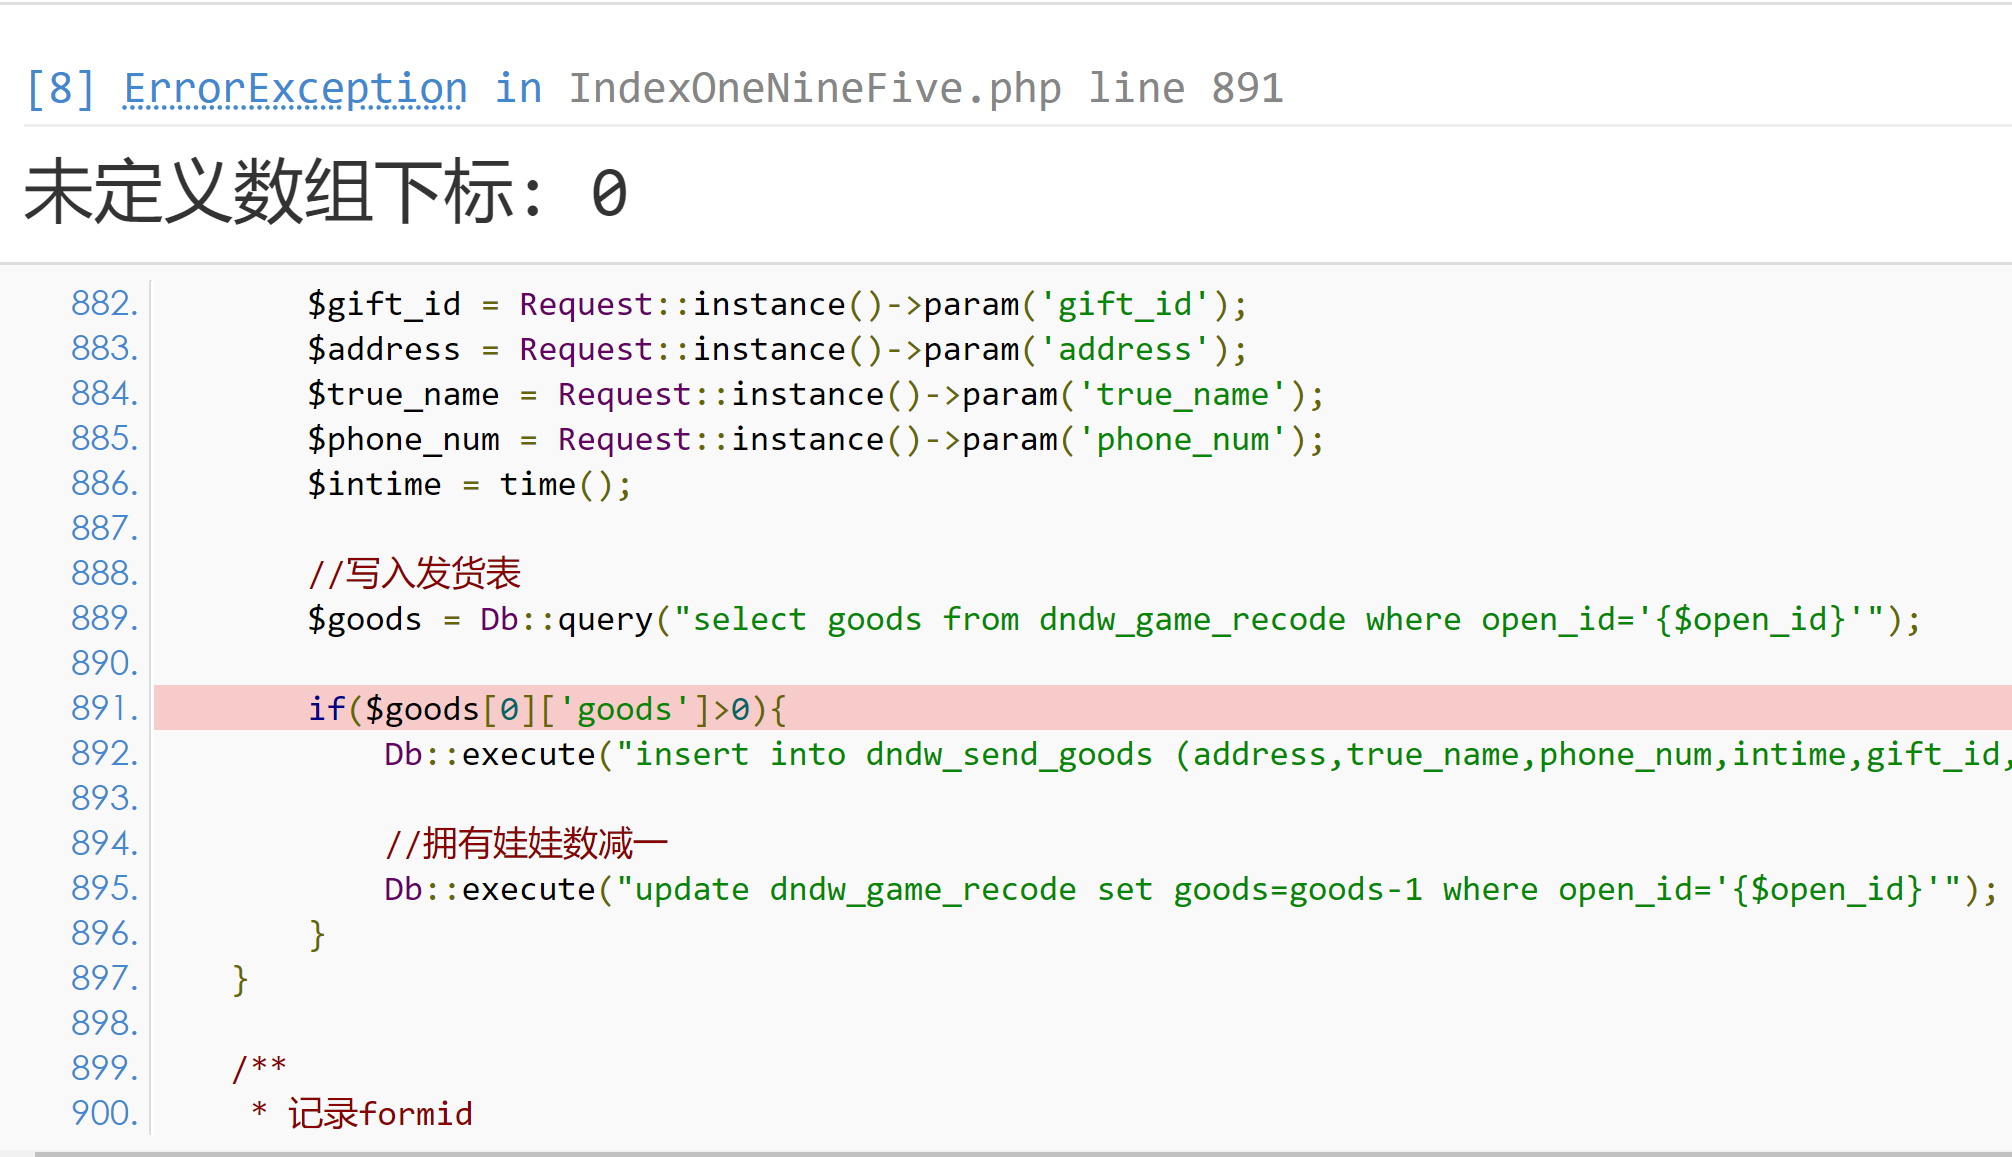 [8] ErrorException in IndexOneNineFive.php line 891
未定义数组下标: 0
882. $gift_id = Request::instance()->param('gift_id');
883. $address = Request::instance()->param('address');
884. $true_name = Request::instance()->param('true_name');
885. $phone_num = Request::instance()->param('phone_num');
886. $intime = time();
887.
888. //写入发货表
889. $goods = Db::query("select goods from dndw_game_recode where open_id='{$open_id}'");
890.
891. if($goods[0]['goods']>0){
892. Db::execute("insert into dndw_send_goods (address,true_name,phone_num,intime,gift_id,
893.
894. //拥有娃娃数减一
895. Db::execute("update dndw_game_recode set goods=goods-1 where open_id='{$open_id}'");
896. }
897. }
898.
899. /**
900. * 记录formid